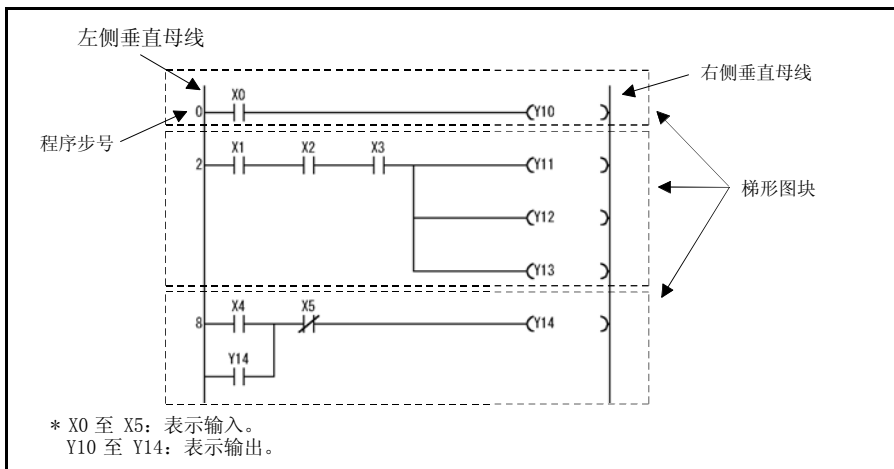 左侧垂直母线
右侧垂直母线
X0
0
Y10
程序步号
X1 X2 X3
2
Y11
梯形图块
Y12
Y13
X4 X5
8
Y14
Y14
* X0 至 X5: 表示输入。
Y10 至 Y14: 表示输出。